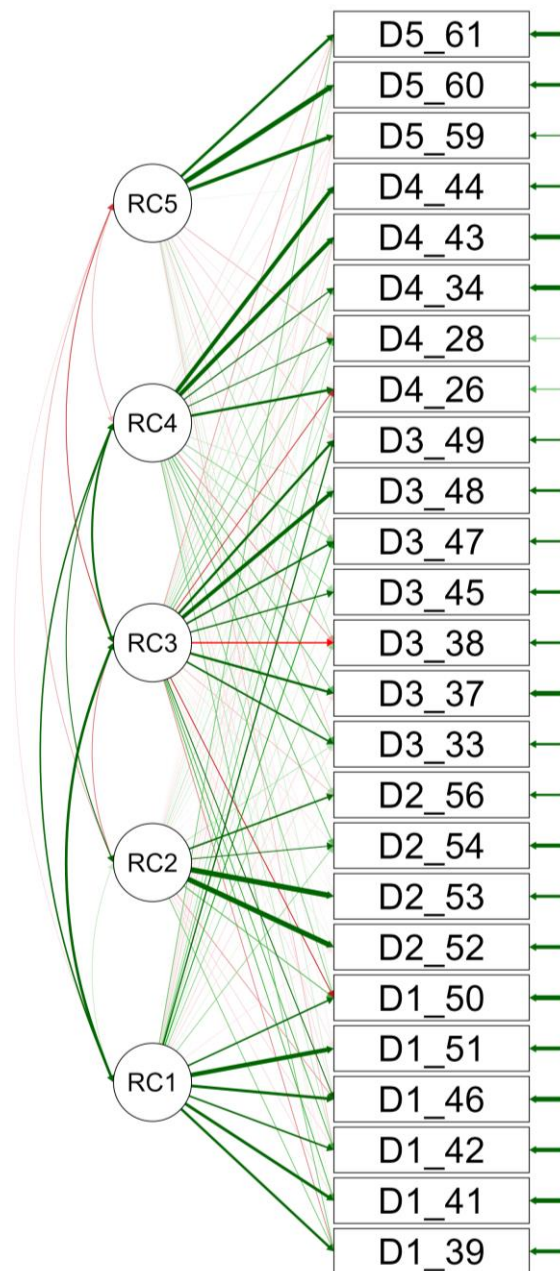 D5_61
D5_60
D5_59
RC5
D4_44
D4_43
D4_34
D4_28
D4_26
RC4
D3_49
D3_48
D3_47
D3_45
D3_38
RC3
D3_37
D3_33
D2_56
D2_54
RC2
D2_53
D2_52
D1_50
D1_51
RC1
D1_46
D1_42
D1_41
D1_39